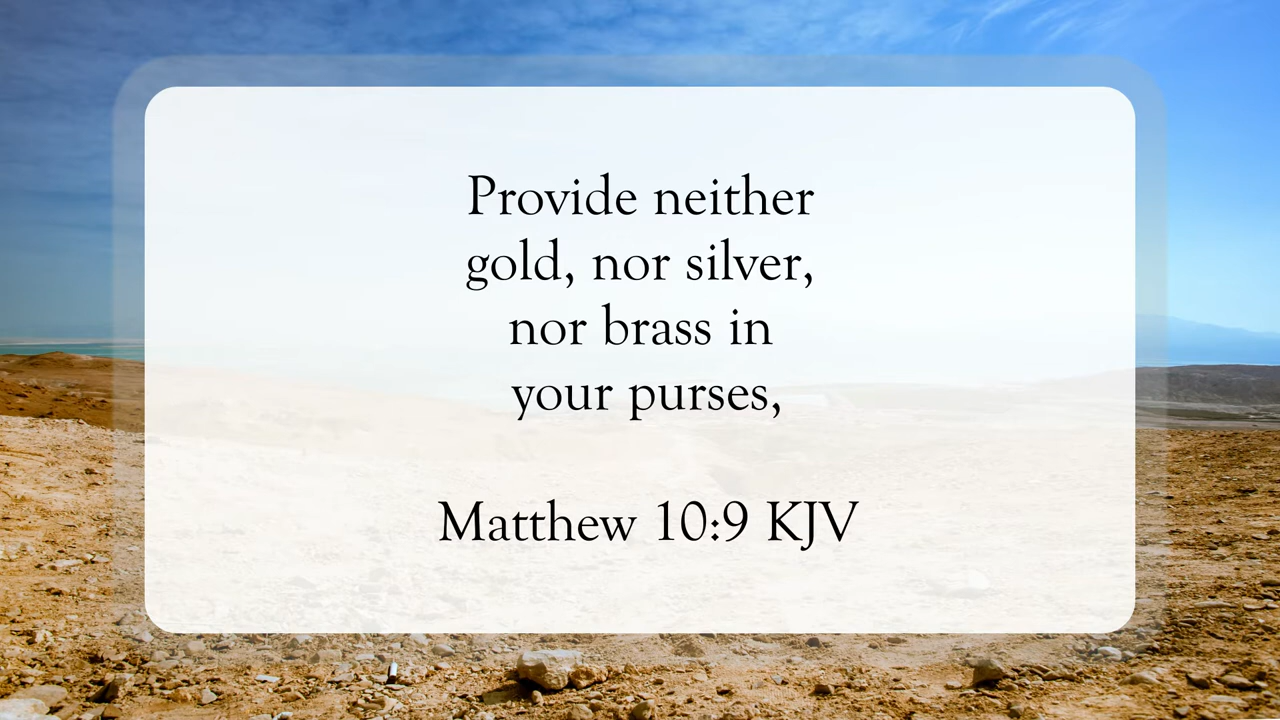 Provide neither
gold, nor silver,
nor brass in
your purses,
Matthew 10:9 KJV